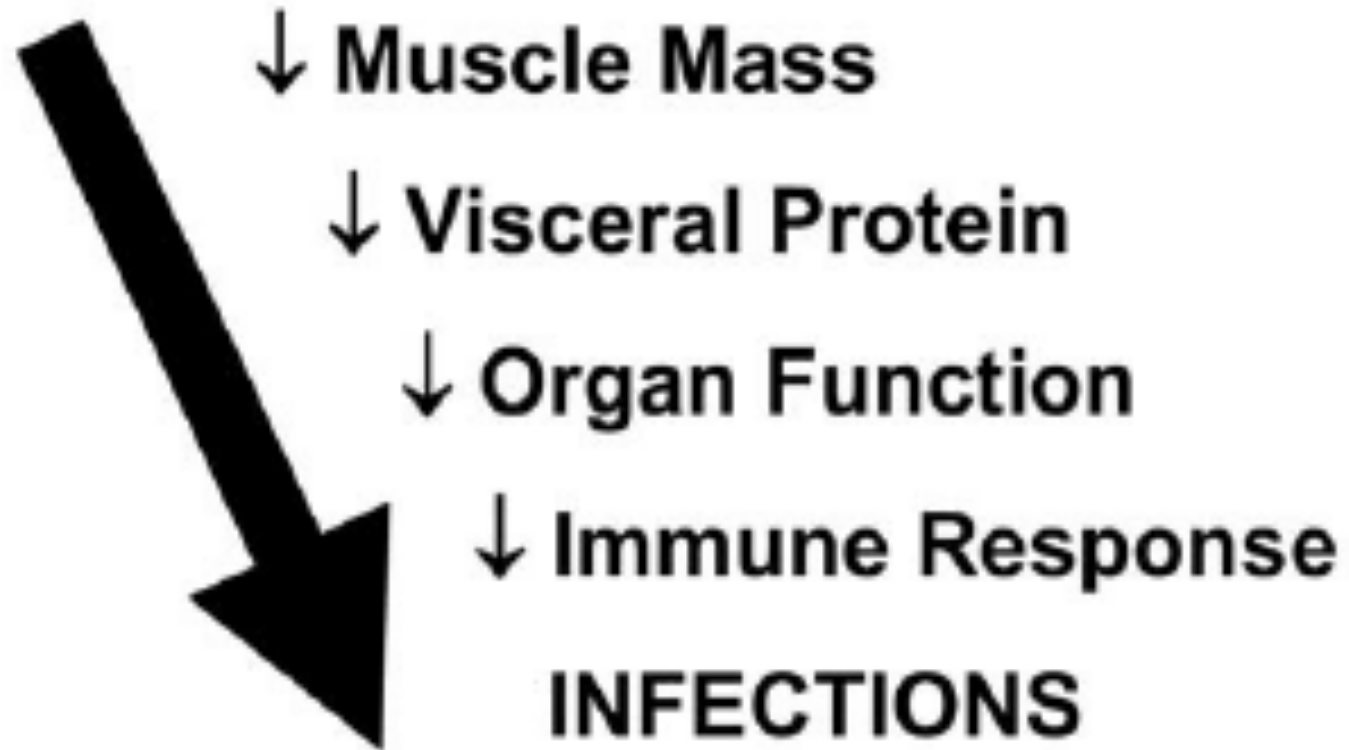 ↓ Muscle Mass
↓ Visceral Protein
↓ Organ Function
↓ Immune Response
INFECTIONS